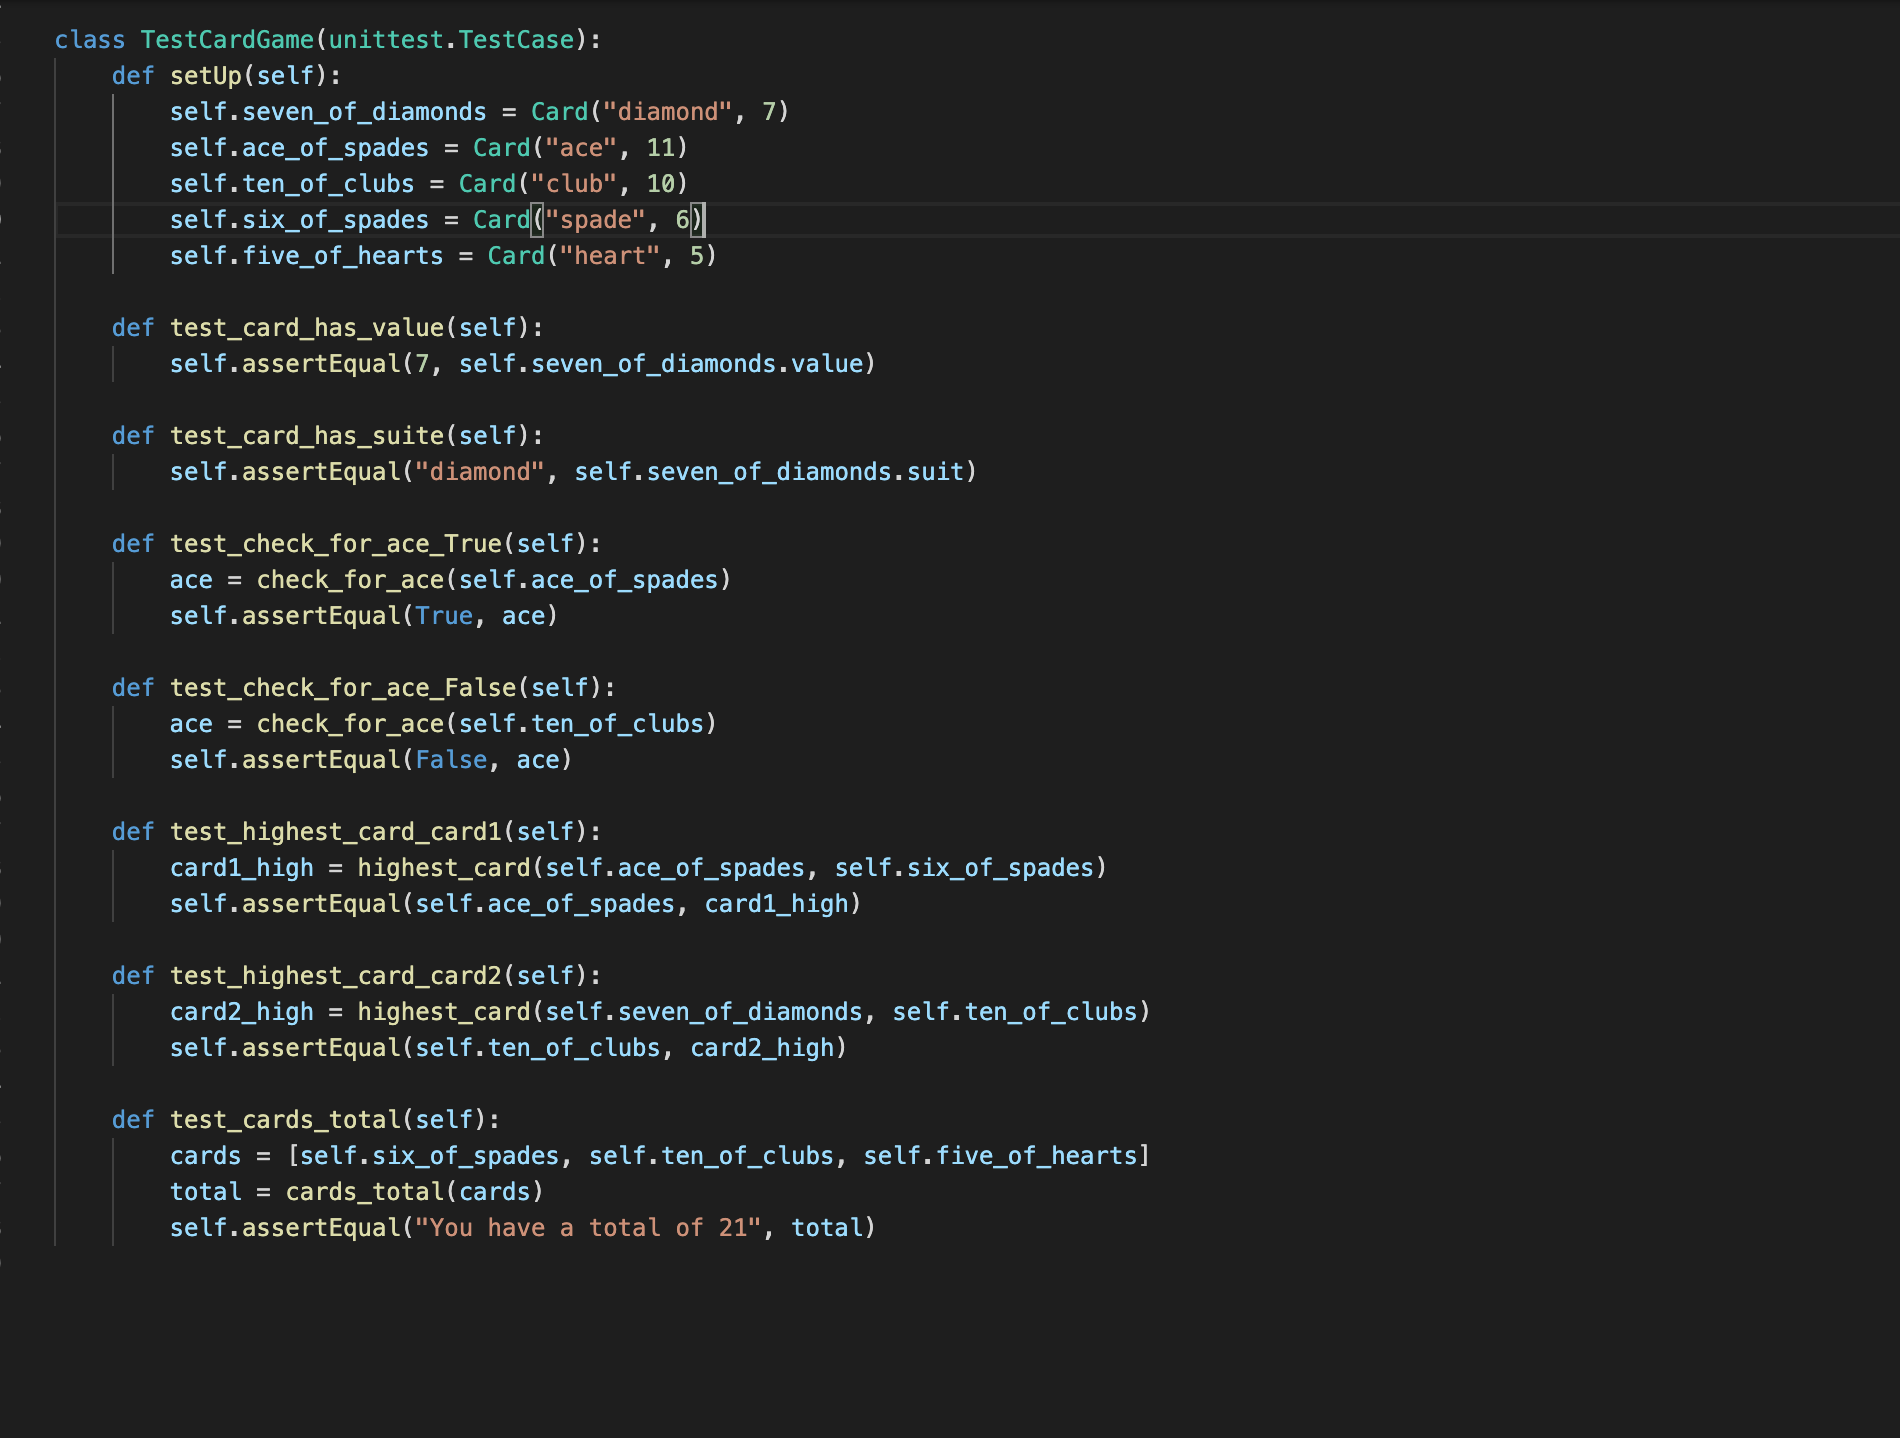 class TestCardGame(unittest.TestCase):
    def setUp(self):
        self.seven_of_diamonds = Card("diamond", 7)
        self.ace_of_spades = Card("ace", 11)
        self.ten_of_clubs = Card("club", 10)
        self.six_of_spades = Card("spade", 6)
        self.five_of_hearts = Card("heart", 5)

    def test_card_has_value(self):
        self.assertEqual(7, self.seven_of_diamonds.value)

    def test_card_has_suite(self):
        self.assertEqual("diamond", self.seven_of_diamonds.suit)

    def test_check_for_ace_True(self):
        ace = check_for_ace(self.ace_of_spades)
        self.assertEqual(True, ace)

    def test_check_for_ace_False(self):
        ace = check_for_ace(self.ten_of_clubs)
        self.assertEqual(False, ace)

    def test_highest_card_card1(self):
        card1_high = highest_card(self.ace_of_spades, self.six_of_spades)
        self.assertEqual(self.ace_of_spades, card1_high)

    def test_highest_card_card2(self):
        card2_high = highest_card(self.seven_of_diamonds, self.ten_of_clubs)
        self.assertEqual(self.ten_of_clubs, card2_high)

    def test_cards_total(self):
        cards = [self.six_of_spades, self.ten_of_clubs, self.five_of_hearts]
        total = cards_total(cards)
        self.assertEqual("You have a total of 21", total)